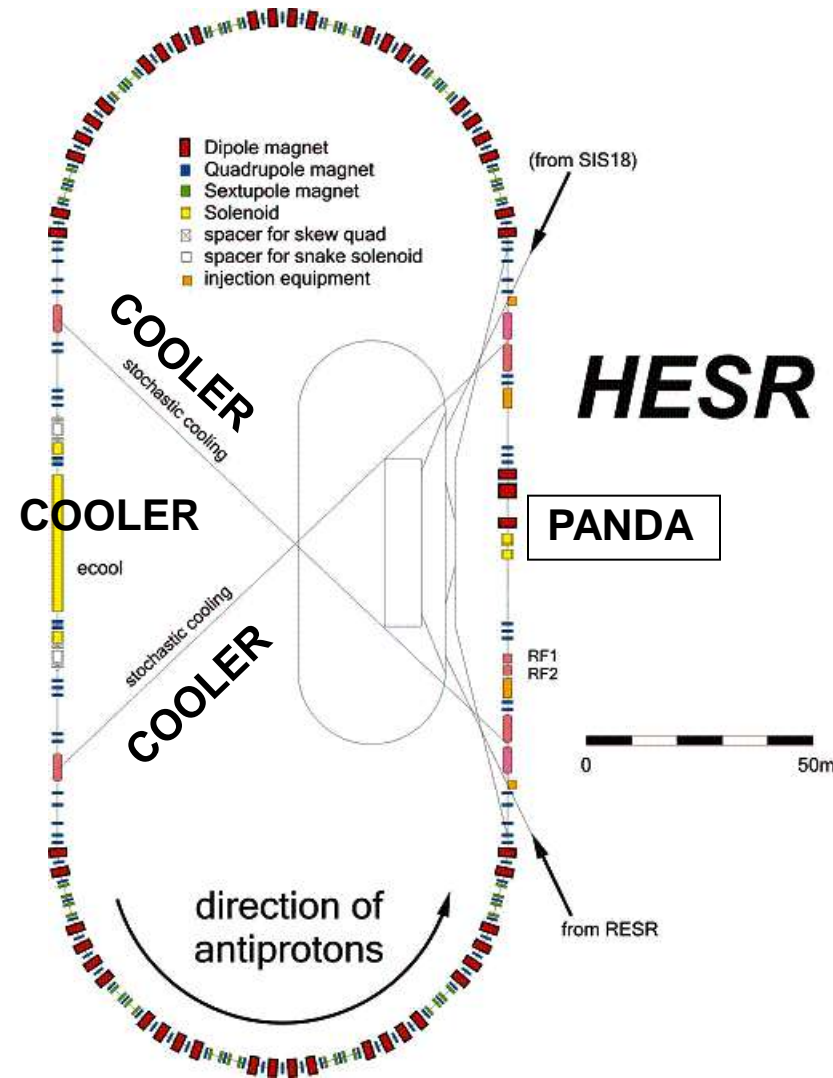 Dipole magnet
Quadrupole magnet
Sextupole magnet
Solenoid
spacer for skew quad
spacer for snake solenoid
injection equipment
(from SIS18)
COOLER
stochastic cooling
HESR
COOLER
PANDA
ecool
stochastic cooling
COOLER
RF1
RF2
0
50m
direction of
antiprotons
from RESR